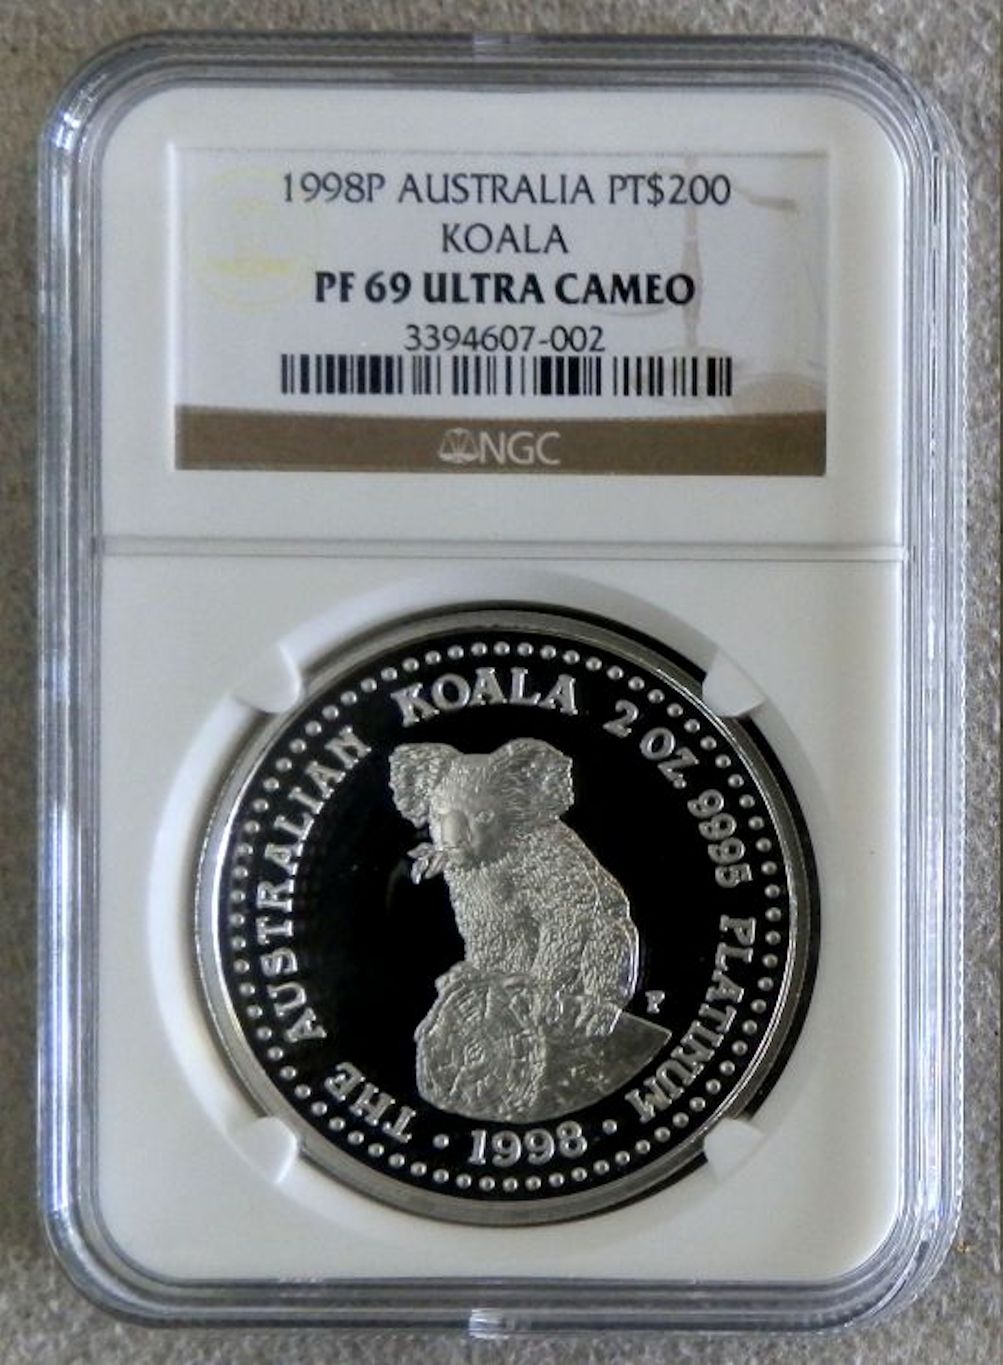 1998P AUSTRALIA PT$200
KOALA
PF 69 ULTRA CAMEO
3394607-002
NGC
THE AUSTRALIAN KOALA 2 OZ. 9995 PLATINUM
· 1998 ·
P